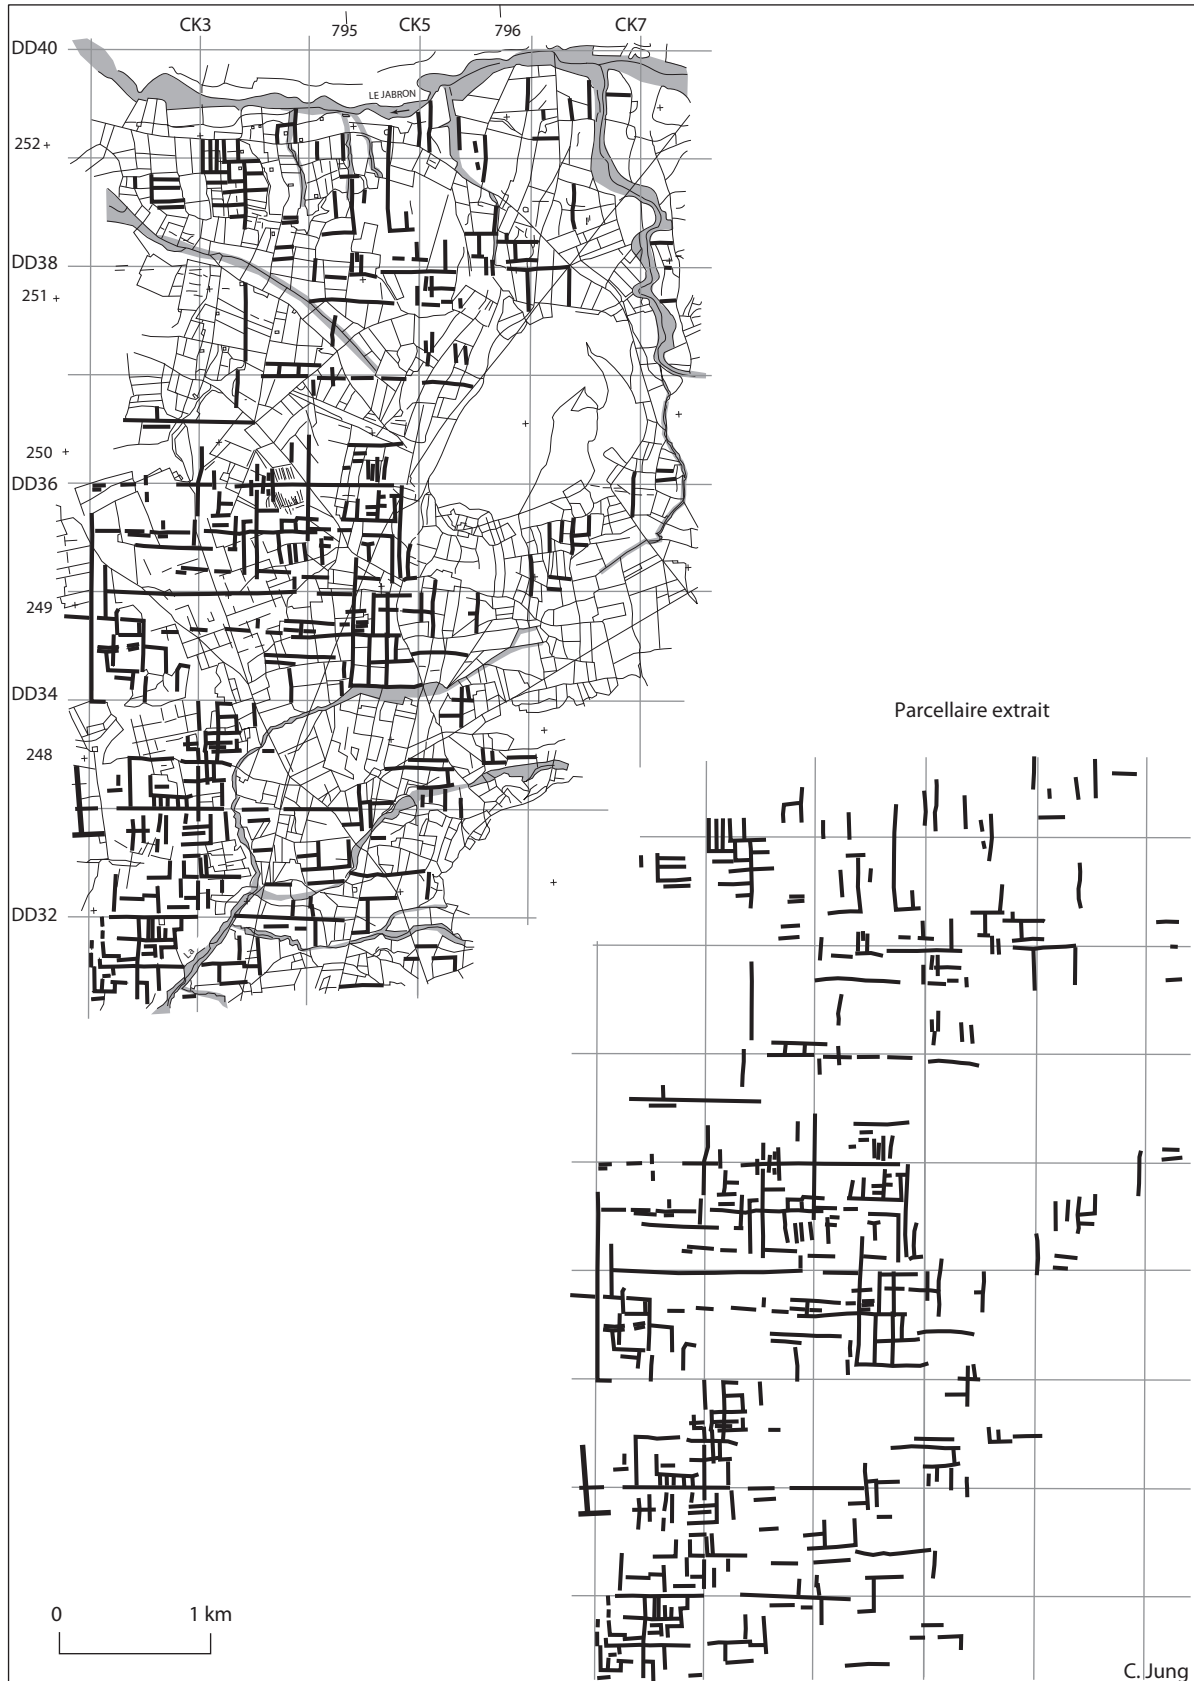 CK3 795 CK5 796 CK7
DD40
LE JABRON
252
DD38
251
250
DD36
249
DD34
Parcellaire extrait
248
DD32
La
0 1 km
C. Jung